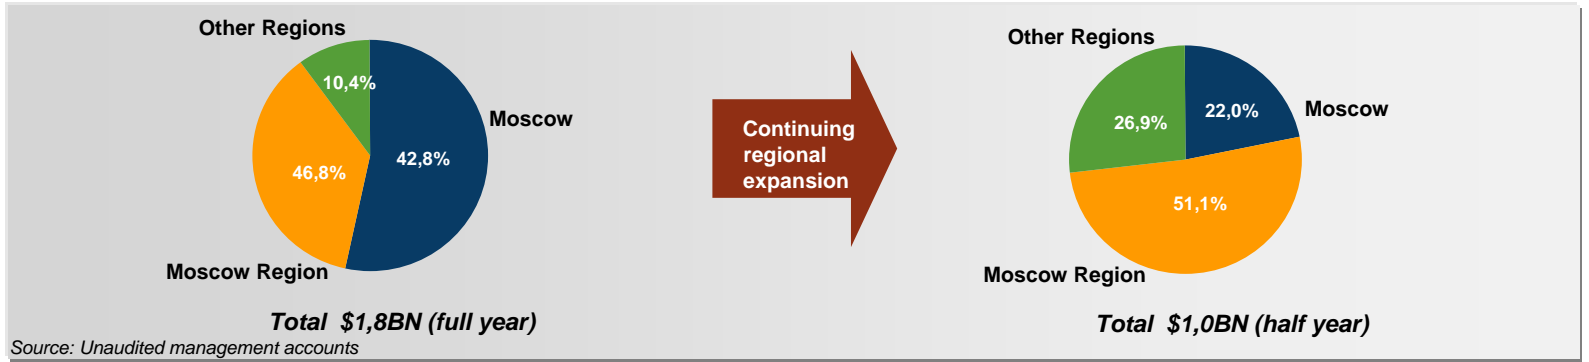 Other Regions
10,4%
Moscow
42,8%
46,8%
Moscow Region
Total $1,8BN (full year)
Continuing
regional
expansion
Other Regions
26,9%
22,0%
Moscow
51,1%
Moscow Region
Total $1,0BN (half year)
Source: Unaudited management accounts